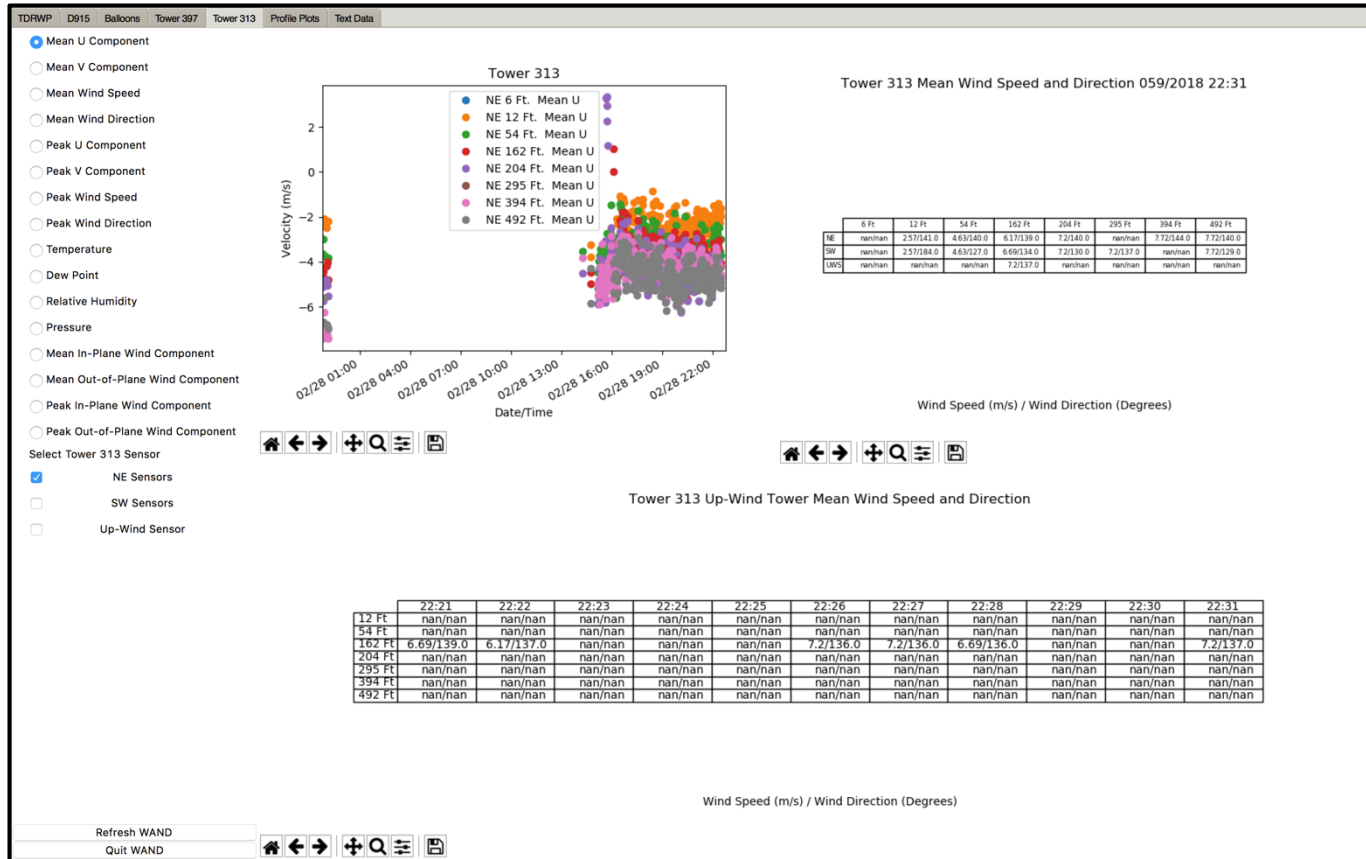 TDRWP D915 Balloons Tower 397 Tower 313 Profile Plots Text Data
Mean U Component
Mean V Component
Mean Wind Speed
Mean Wind Direction
Peak U Component
Peak V Component
Peak Wind Speed
Peak Wind Direction
Temperature
Dew Point
Relative Humidity
Pressure
Mean In-Plane Wind Component
Mean Out-of-Plane Wind Component
Peak In-Plane Wind Component
Peak Out-of-Plane Wind Component
Select Tower 313 Sensor
NE Sensors
SW Sensors
Up-Wind Sensor
Refresh WAND
Quit WAND
Tower 313
NE 6 Ft. Mean U
NE 12 Ft. Mean U
NE 54 Ft. Mean U
NE 162 Ft. Mean U
NE 204 Ft. Mean U
NE 295 Ft. Mean U
NE 394 Ft. Mean U
NE 492 Ft. Mean U
Velocity (m/s)
2
0
−2
−4
−6
02/28 01:00 02/28 04:00 02/28 07:00 02/28 10:00 02/28 13:00 02/28 16:00 02/28 19:00 02/28 22:00
Date/Time
Tower 313 Mean Wind Speed and Direction 059/2018 22:31
6 Ft 12 Ft 54 Ft 162 Ft 204 Ft 295 Ft 394 Ft 492 Ft
NE nan/nan 2.57/141.0 4.63/140.0 6.17/139.0 7.2/140.0 nan/nan 7.72/144.0 7.72/140.0
SW nan/nan 2.57/184.0 4.63/127.0 6.69/134.0 7.2/130.0 7.2/137.0 nan/nan 7.72/129.0
UWS nan/nan nan/nan nan/nan 7.2/137.0 nan/nan nan/nan nan/nan nan/nan
Wind Speed (m/s) / Wind Direction (Degrees)
Tower 313 Up-Wind Tower Mean Wind Speed and Direction
22:21 22:22 22:23 22:24 22:25 22:26 22:27 22:28 22:29 22:30 22:31
12 Ft nan/nan nan/nan nan/nan nan/nan nan/nan nan/nan nan/nan nan/nan nan/nan nan/nan nan/nan
54 Ft nan/nan nan/nan nan/nan nan/nan nan/nan nan/nan nan/nan nan/nan nan/nan nan/nan nan/nan
162 Ft 6.69/139.0 6.17/137.0 nan/nan nan/nan nan/nan 7.2/136.0 7.2/136.0 6.69/136.0 nan/nan nan/nan 7.2/137.0
204 Ft nan/nan nan/nan nan/nan nan/nan nan/nan nan/nan nan/nan nan/nan nan/nan nan/nan nan/nan
295 Ft nan/nan nan/nan nan/nan nan/nan nan/nan nan/nan nan/nan nan/nan nan/nan nan/nan nan/nan
394 Ft nan/nan nan/nan nan/nan nan/nan nan/nan nan/nan nan/nan nan/nan nan/nan nan/nan nan/nan
492 Ft nan/nan nan/nan nan/nan nan/nan nan/nan nan/nan nan/nan nan/nan nan/nan nan/nan nan/nan
Wind Speed (m/s) / Wind Direction (Degrees)